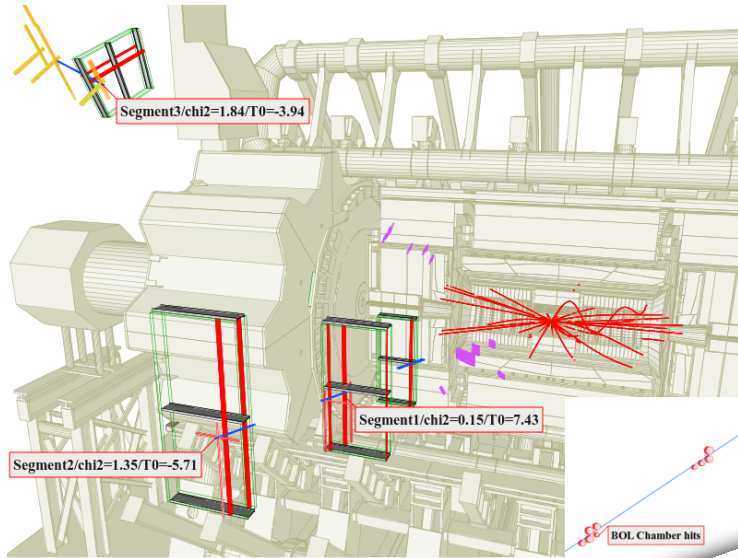 Segment3/chi2=1.84/T0=-3.94
Segment1/chi2=0.15/T0=7.43
Segment2/chi2=1.35/T0=-5.71
BOL Chamber hits